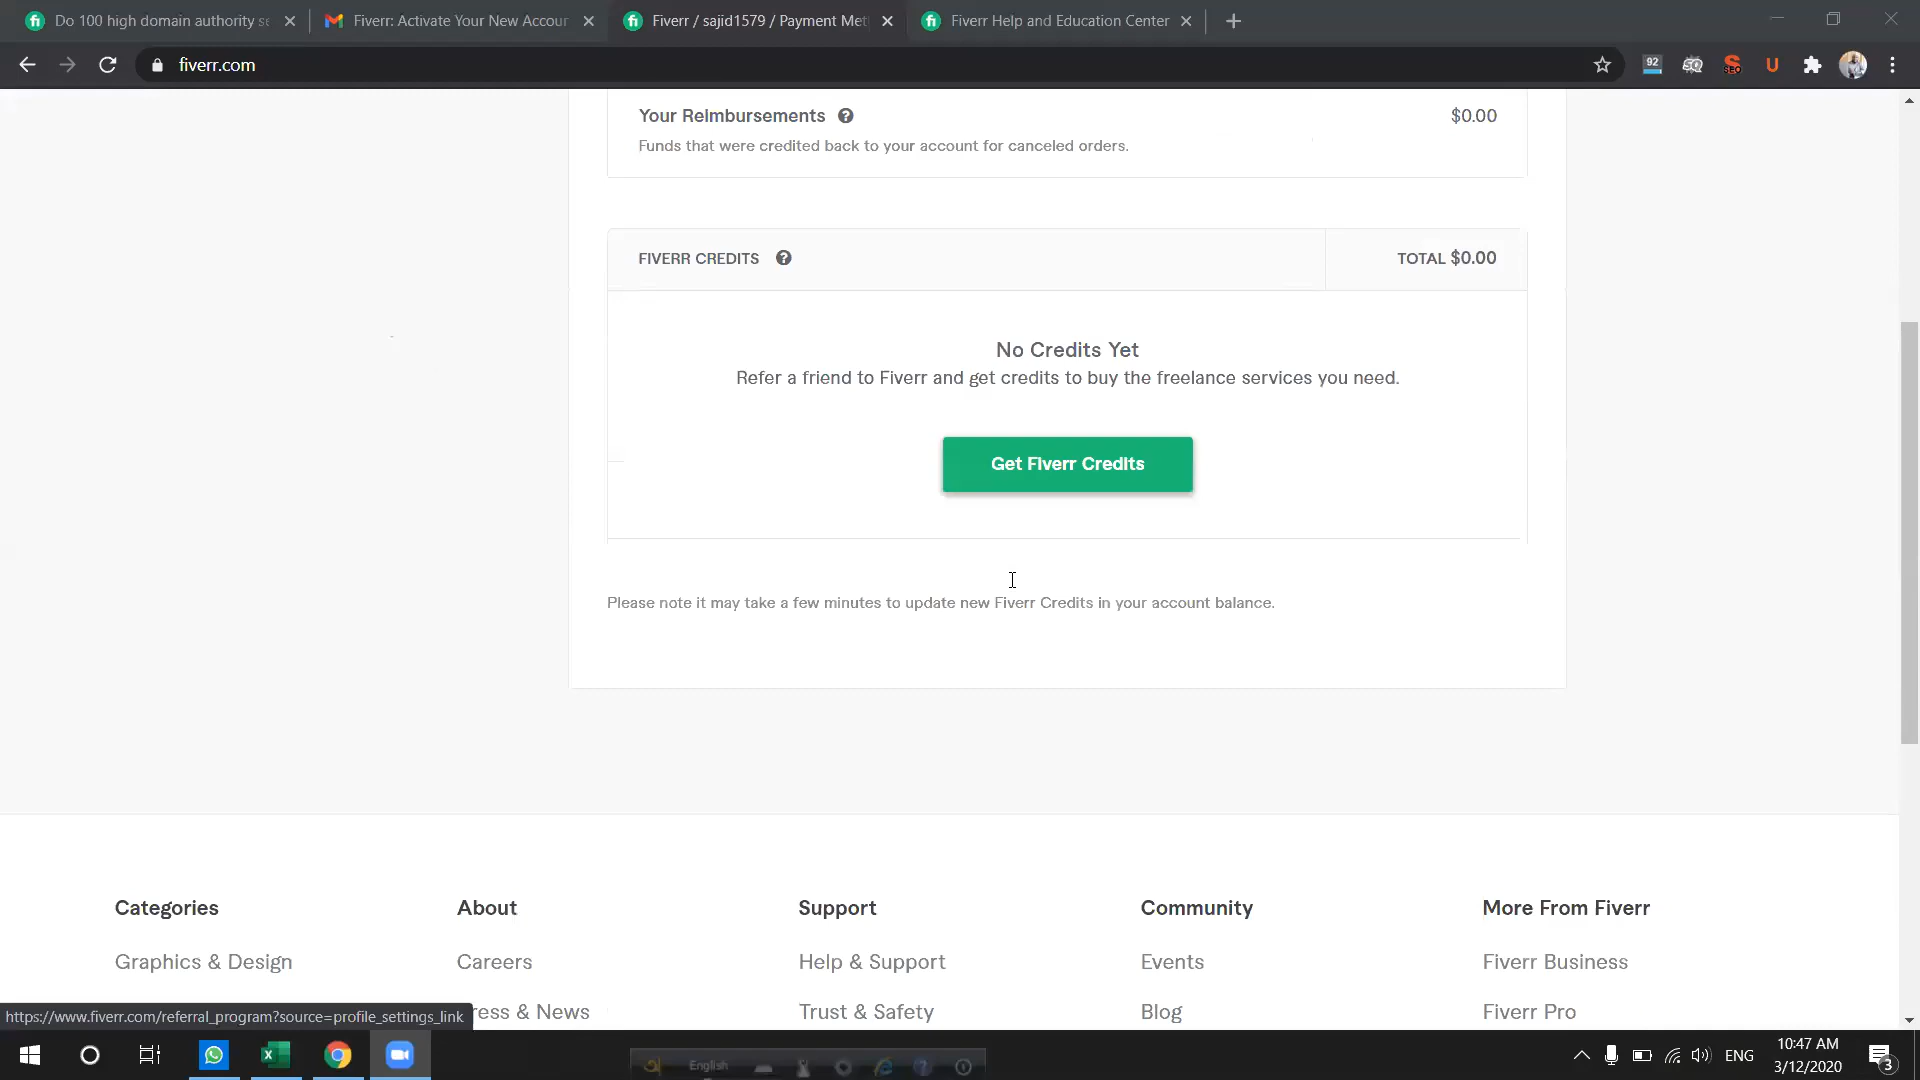 Do 100 high domain authority se
Fiverr: Activate Your New Accour
Fiverr / sajid1579 / Payment Met
Fiverr Help and Education Center
fiverr.com
92
SEO
Your Reimbursements
$0.00
Funds that were credited back to your account for canceled orders.
FIVERR CREDITS
TOTAL $0.00
No Credits Yet
Refer a friend to Fiverr and get credits to buy the freelance services you need.
Get Fiverr Credits
Please note it may take a few minutes to update new Fiverr Credits in your account balance.
Categories
About
Support
Community
More From Fiverr
Graphics & Design
Careers
Help & Support
Events
Fiverr Business
https://www.fiverr.com/referral_program?source=profile_settings_link
ress & News
Trust & Safety
Blog
Fiverr Pro
English
ENG
10:47 AM
3/12/2020
3